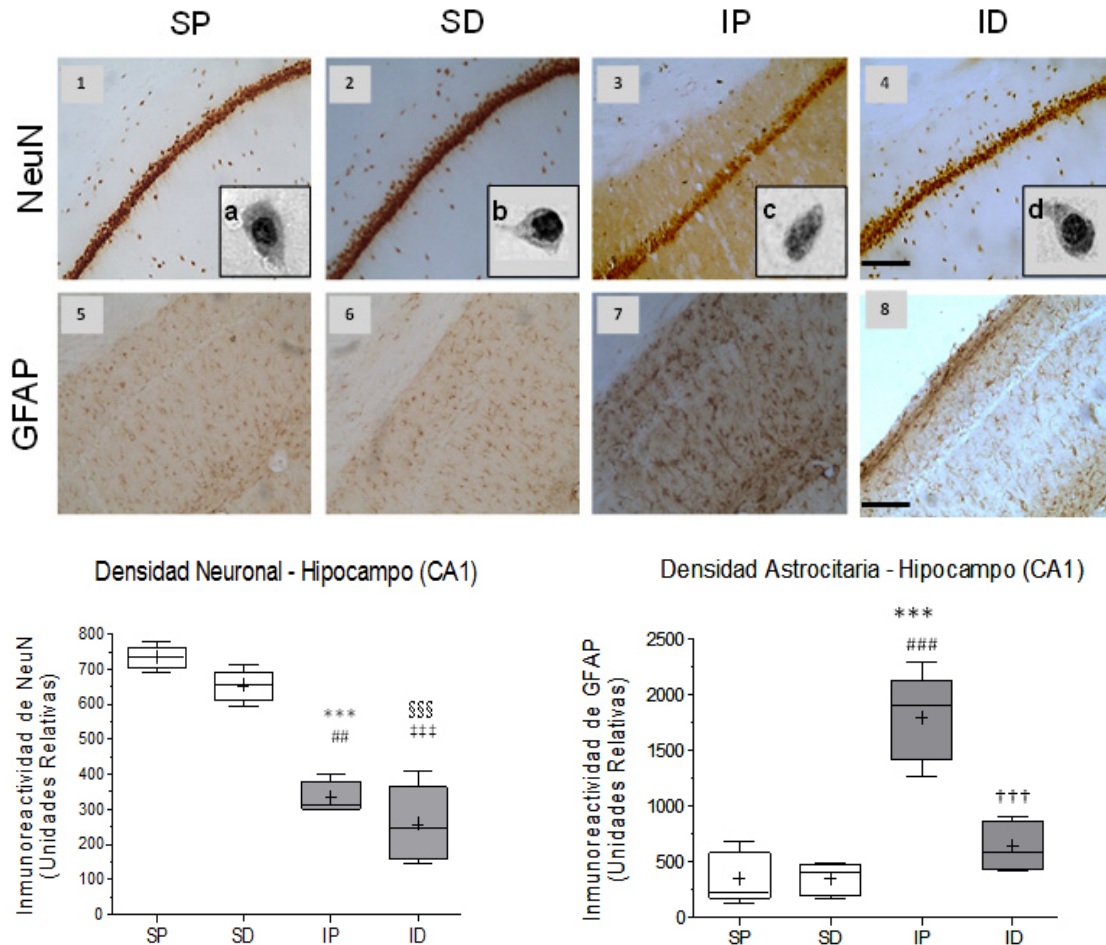 SP SD IP ID
NeuN
1 2 3 4
a b c d
GFAP
5 6 7 8
Densidad Neuronal - Hipocampo (CA1)
Inmunoreactividad de NeuN
(Unidades Relativas)
800
700
600
500
400
300
200
100
0
***
##
§§§
‡‡‡
SP SD IP ID
Densidad Astrocitaria - Hipocampo (CA1)
Inmunoreactividad de GFAP
(Unidades Relativas)
2500
2000
1500
1000
500
0
***
###
†††
SP SD IP ID